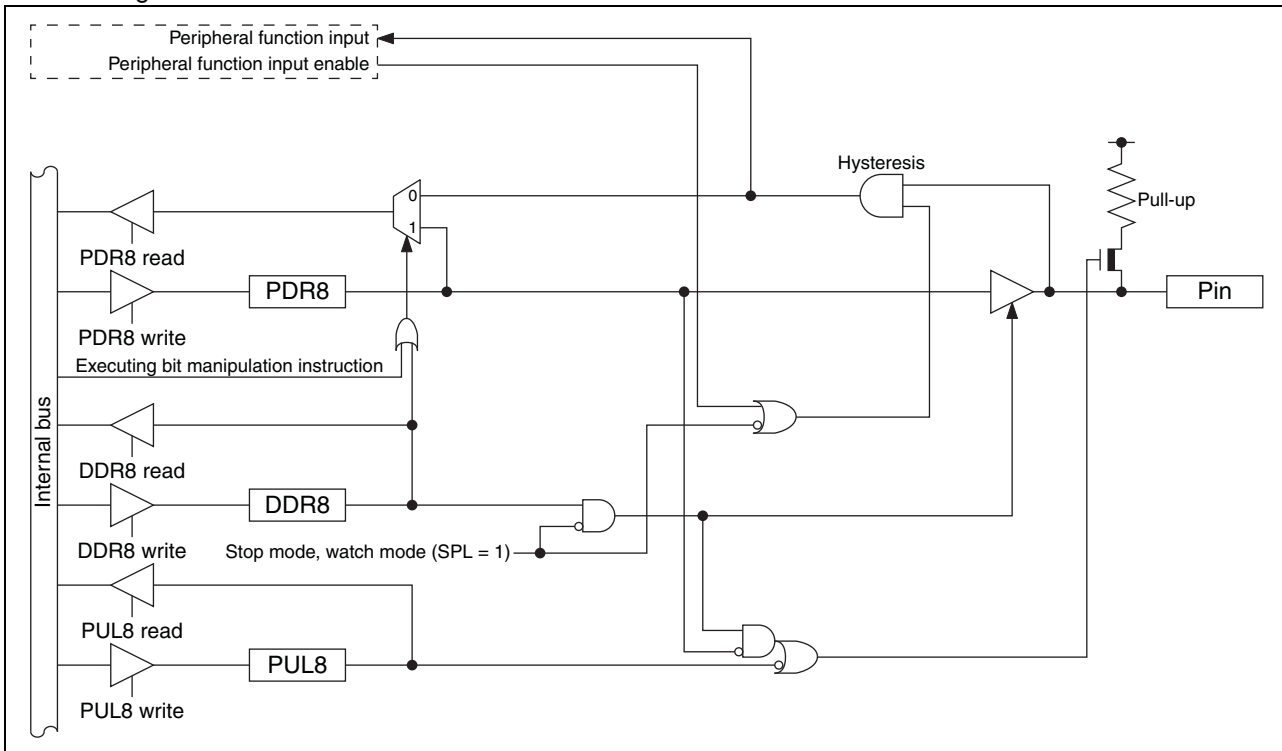 Peripheral function input
Peripheral function input enable
Hysteresis
0
Pull-up
1
PDR8 read
PDR8
Pin
PDR8 write
Executing bit manipulation instruction
Internal bus
DDR8 read
DDR8
DDR8 write
Stop mode, watch mode (SPL = 1)
PUL8 read
PUL8
PUL8 write